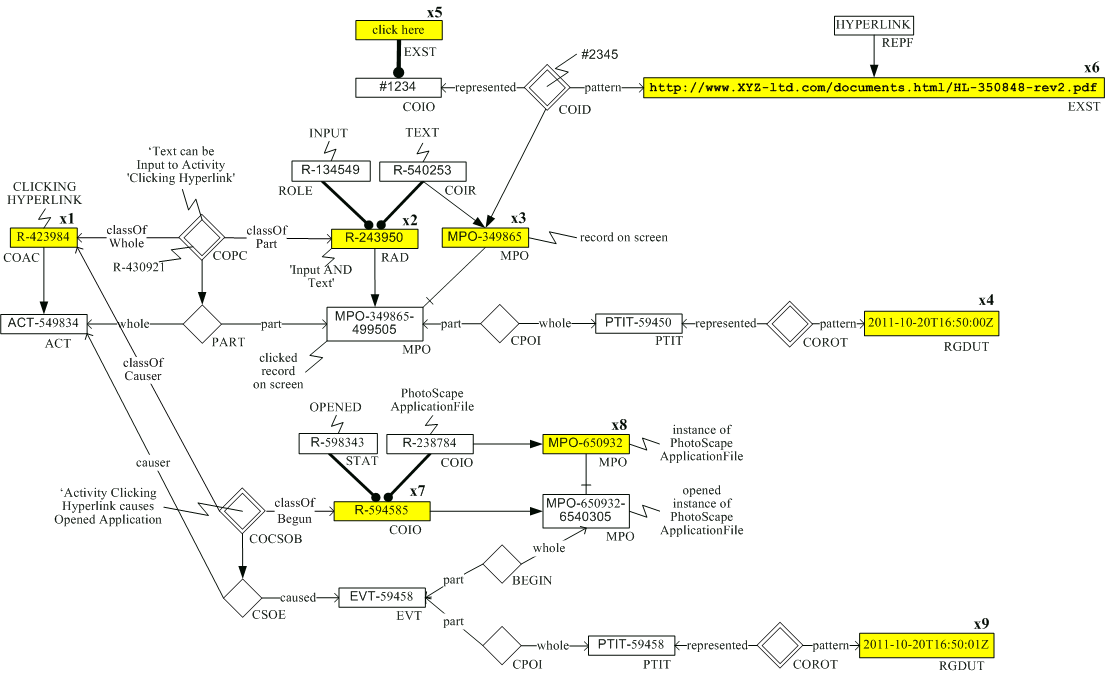 x5
click here
EXST
#1234
COIO
represented
#2345
COID
pattern
HYPERLINK
REPF
x6
http://www.XYZ-ltd.com/documents.html/HL-350848-rev2.pdf
EXST
INPUT
TEXT
R-134549
R-540253
ROLE
COIR
'Text can be
Input to Activity
'Clicking Hyperlink'
CLICKING
HYPERLINK
x1
R-423984
COAC
classOf
Whole
R-430921
COPC
classOf
Part
x2
R-243950
RAD
'Input AND
Text'
x3
MPO-349865
MPO
record on screen
ACT-549834
ACT
whole
PART
part
MPO-349865-
499505
MPO
clicked
record
on screen
part
CPOI
whole
PTIT-59450
PTIT
represented
COROT
pattern
x4
2011-10-20T16:50:00Z
RGDUT
classOf
Causer
causer
OPENED
PhotoScape
ApplicationFile
R-598343
R-238784
STAT
COIO
x8
MPO-650932
MPO
instance of
PhotoScape
ApplicationFile
'Activity Clicking
Hyperlink causes
Opened Application
COCSOB
classOf
Begun
x7
R-594585
COIO
MPO-650932-
6540305
MPO
opened
instance of
PhotoScape
ApplicationFile
whole
BEGIN
part
CSOE
caused
EVT-59458
EVT
part
CPOI
whole
PTIT-59458
PTIT
represented
COROT
pattern
x9
2011-10-20T16:50:01Z
RGDUT